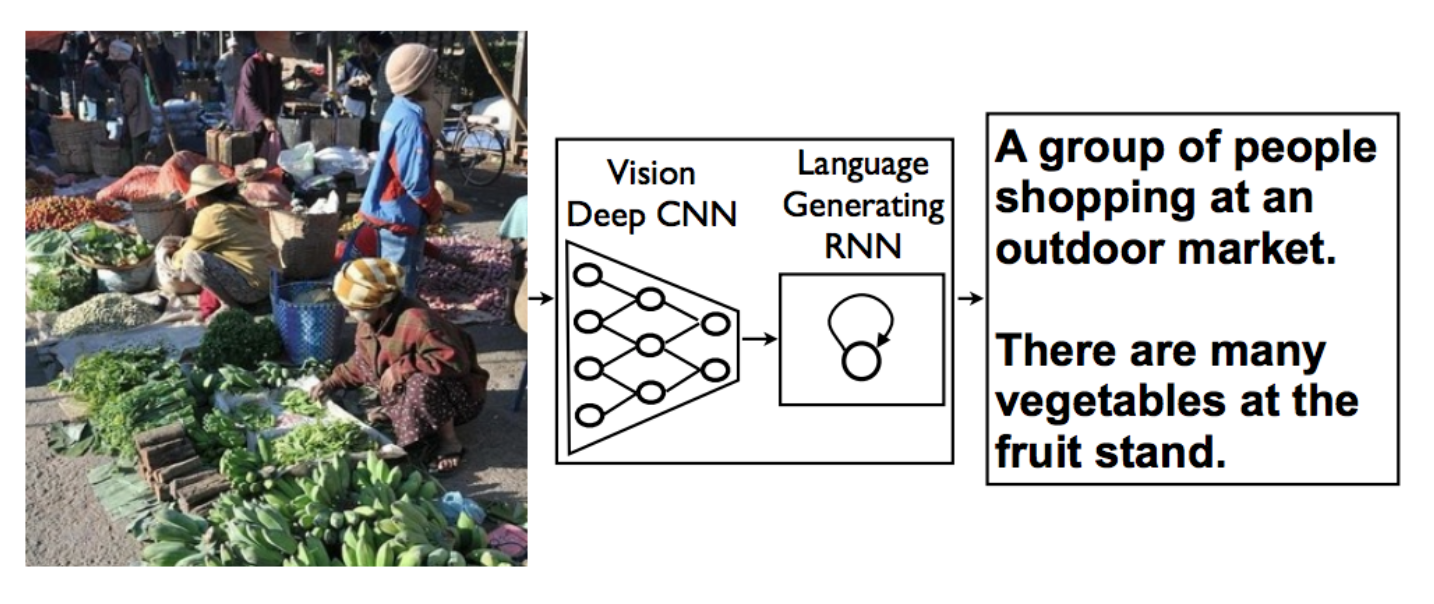 Vision
Deep CNN
Language
Generating
RNN
A group of people
shopping at an
outdoor market.
There are many
vegetables at the
fruit stand.